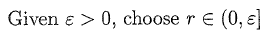 Given ε > 0, choose r ∈ (0, ε]